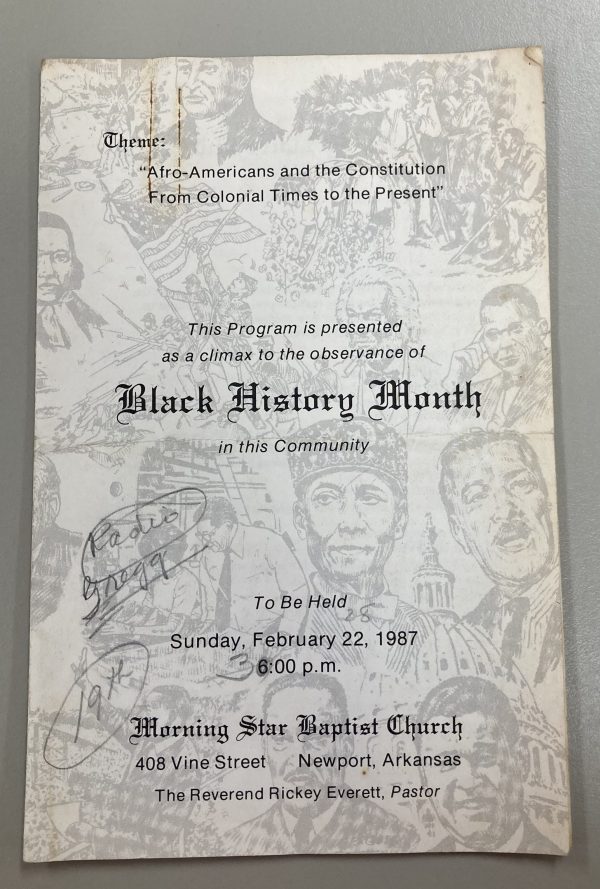 Theme:
"Afro-Americans and the Constitution
From Colonial Times to the Present"
This Program is presented
as a climax to the observance of
Black History Month
in this Community
Radio
Gregg
To Be Held
28
Sunday, February 22, 1987
3 6:00 p.m.
19th
Morning Star Baptist Church
408 Vine Street Newport, Arkansas
The Reverend Rickey Everett, Pastor